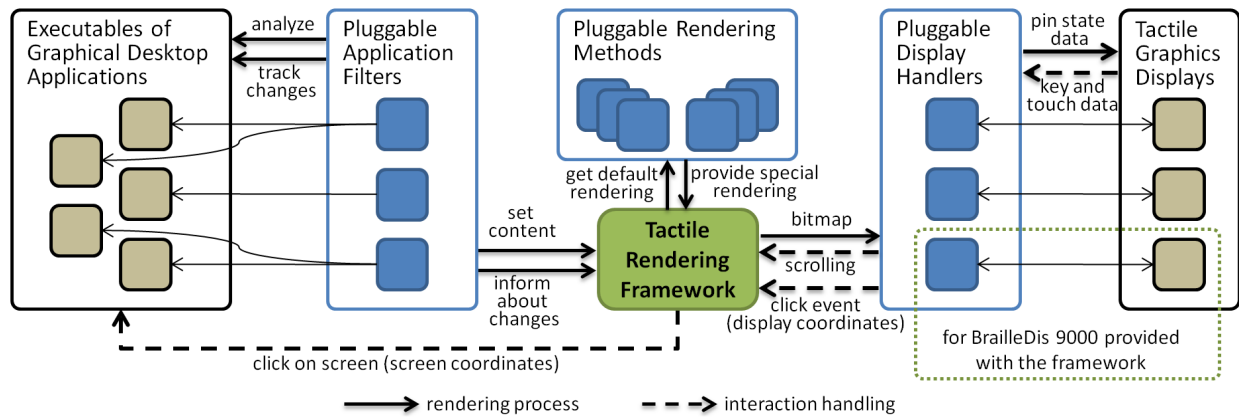 Executables of
Graphical Desktop
Applications
analyze
track
changes
Pluggable
Application
Filters
Pluggable Rendering
Methods
Pluggable
Display
Handlers
pin state
data
key and
touch data
Tactile
Graphics
Displays
get default
rendering
provide special
rendering
set
content
inform
about
changes
Tactile
Rendering
Framework
bitmap
scrolling
click event
(display coordinates)
for BrailleDis 9000 provided
with the framework
click on screen (screen coordinates)
rendering process
interaction handling